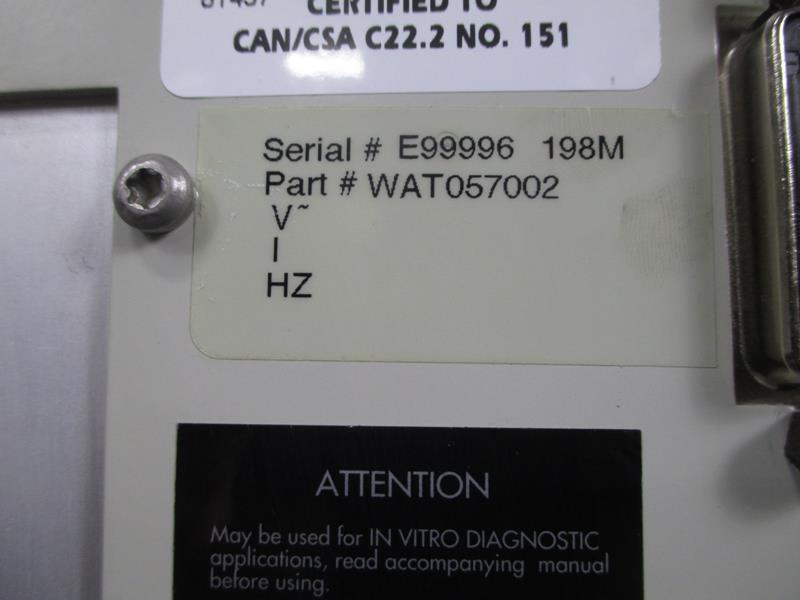 CERTIFIED TO
CAN/CSA C22.2 NO. 151
Serial # E99996 198M
Part # WAT057002
V~
I
HZ
ATTENTION
May be used for IN VITRO DIAGNOSTIC
applications, read accompanying manual
before using.